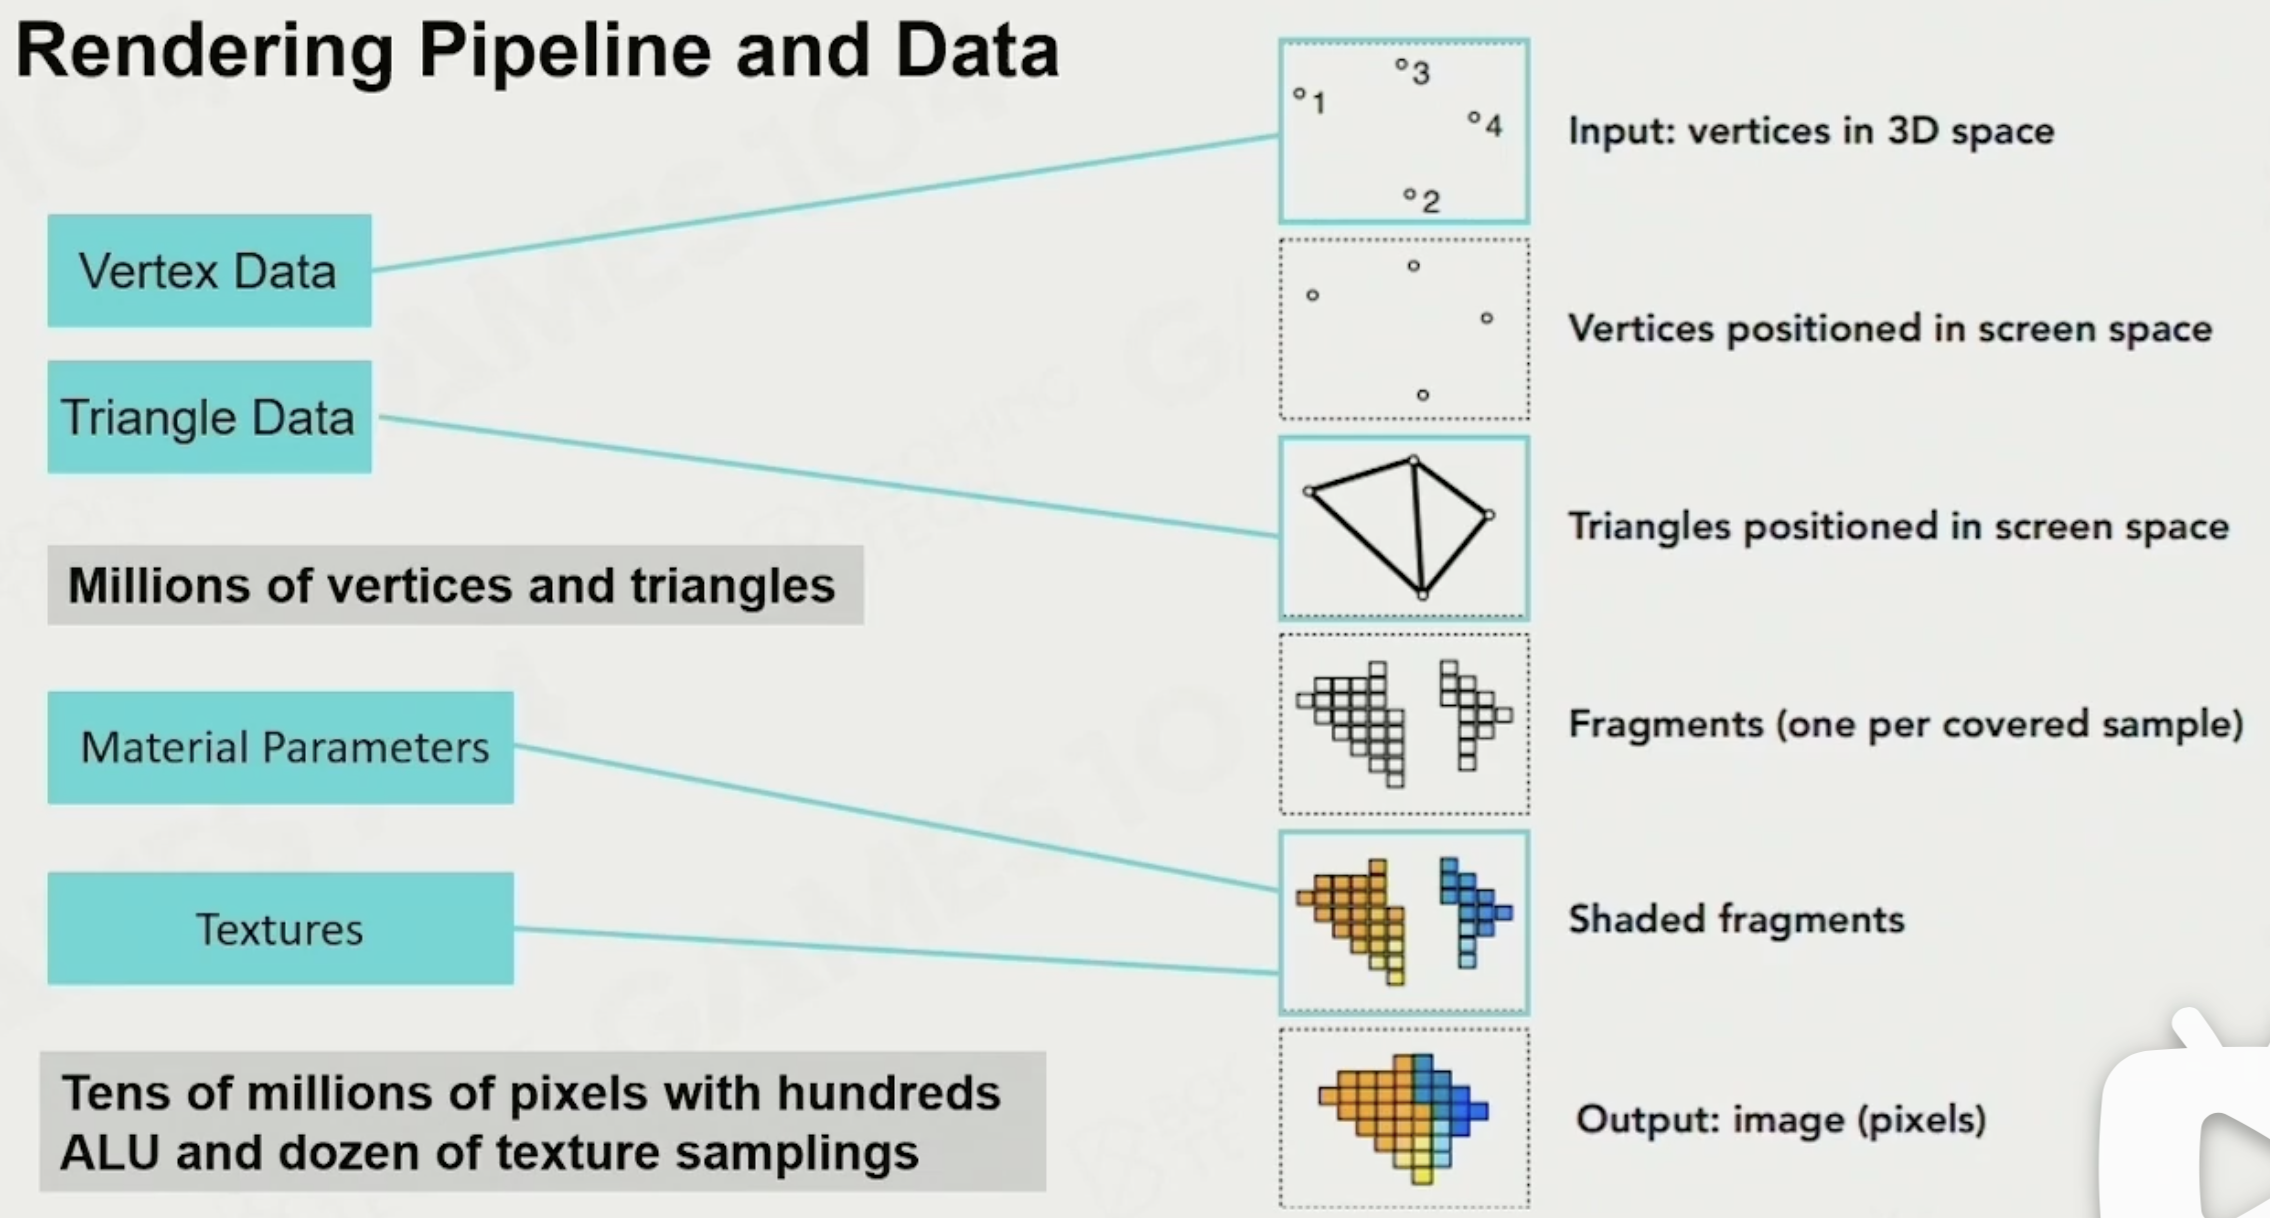 Rendering Pipeline and Data
Vertex Data
Triangle Data
Millions of vertices and triangles
Material Parameters
Textures
Tens of millions of pixels with hundreds
ALU and dozen of texture samplings
1
3
4
2
Input: vertices in 3D space
Vertices positioned in screen space
Triangles positioned in screen space
Fragments (one per covered sample)
Shaded fragments
Output: image (pixels)
GAMES 104